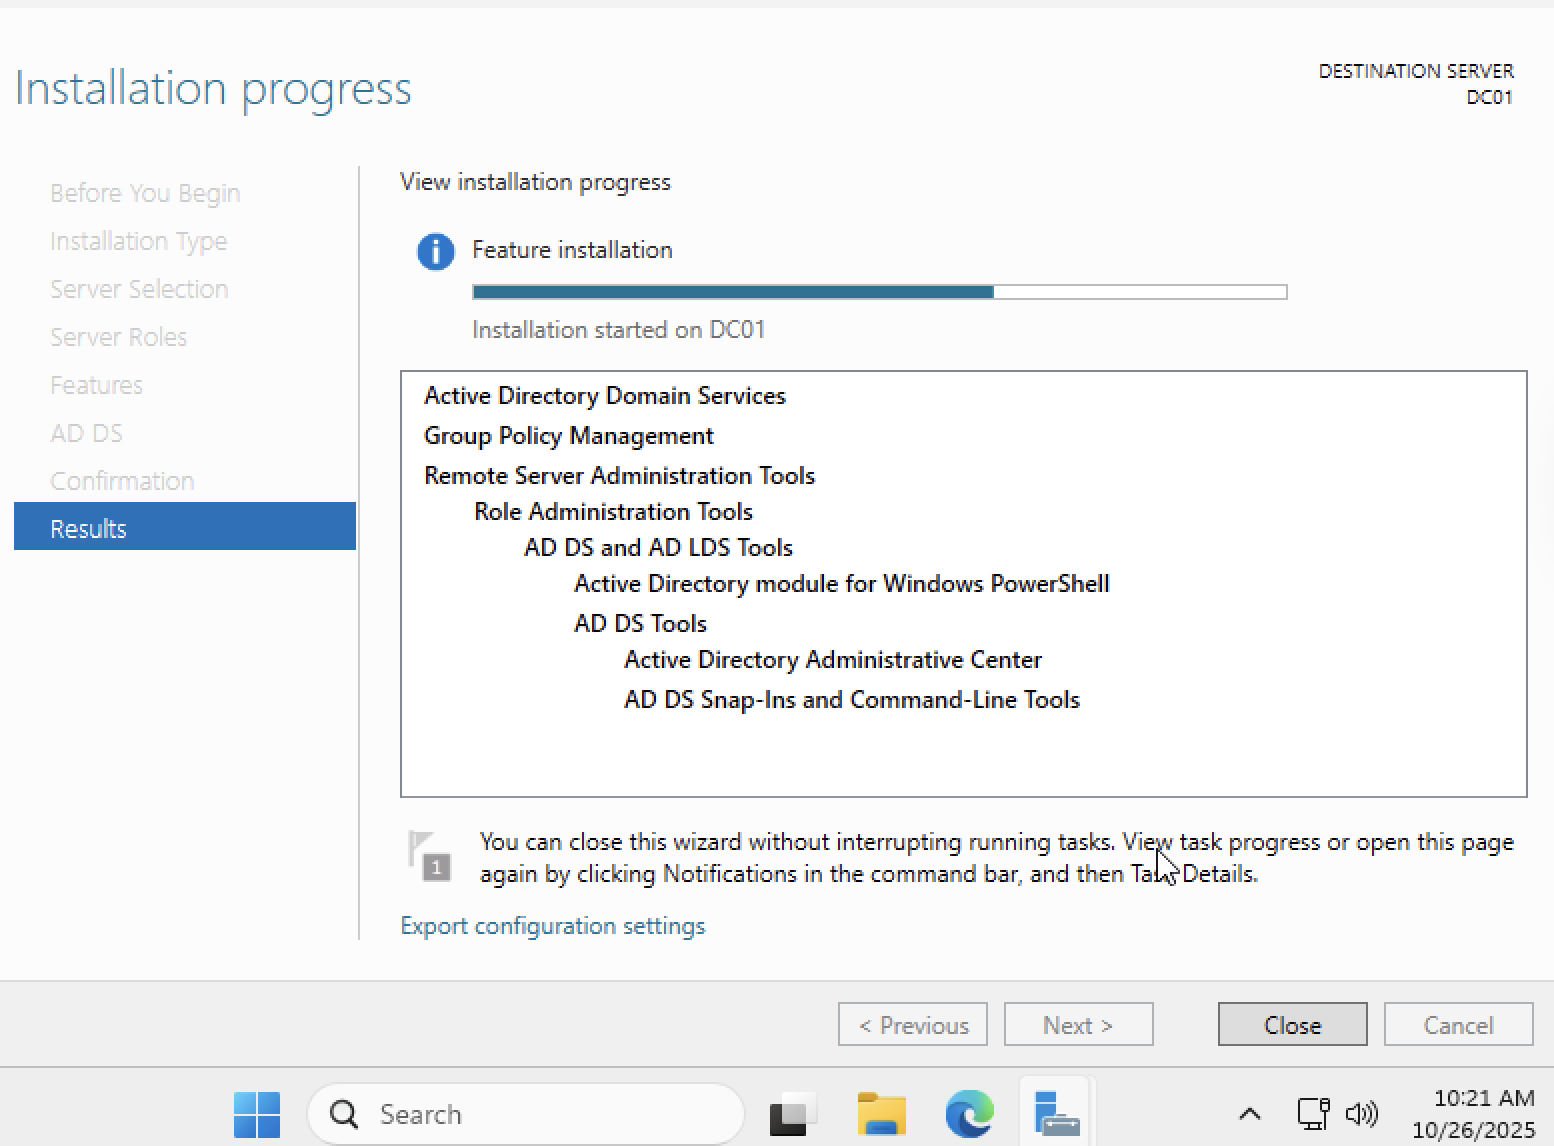 Installation progress
DESTINATION SERVER
DC01
Before You Begin
Installation Type
Server Selection
Server Roles
Features
AD DS
Confirmation
Results
View installation progress
Feature installation
Installation started on DC01
Active Directory Domain Services
Group Policy Management
Remote Server Administration Tools
Role Administration Tools
AD DS and AD LDS Tools
Active Directory module for Windows PowerShell
AD DS Tools
Active Directory Administrative Center
AD DS Snap-Ins and Command-Line Tools
1
You can close this wizard without interrupting running tasks. View task progress or open this page
again by clicking Notifications in the command bar, and then Task Details.
Export configuration settings
< Previous
Next >
Close
Cancel
Search
10:21 AM
10/26/2025